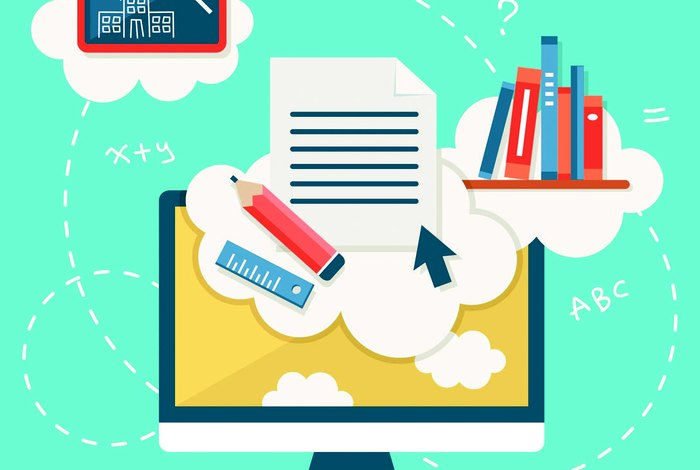 ?
=
x+y
ABC